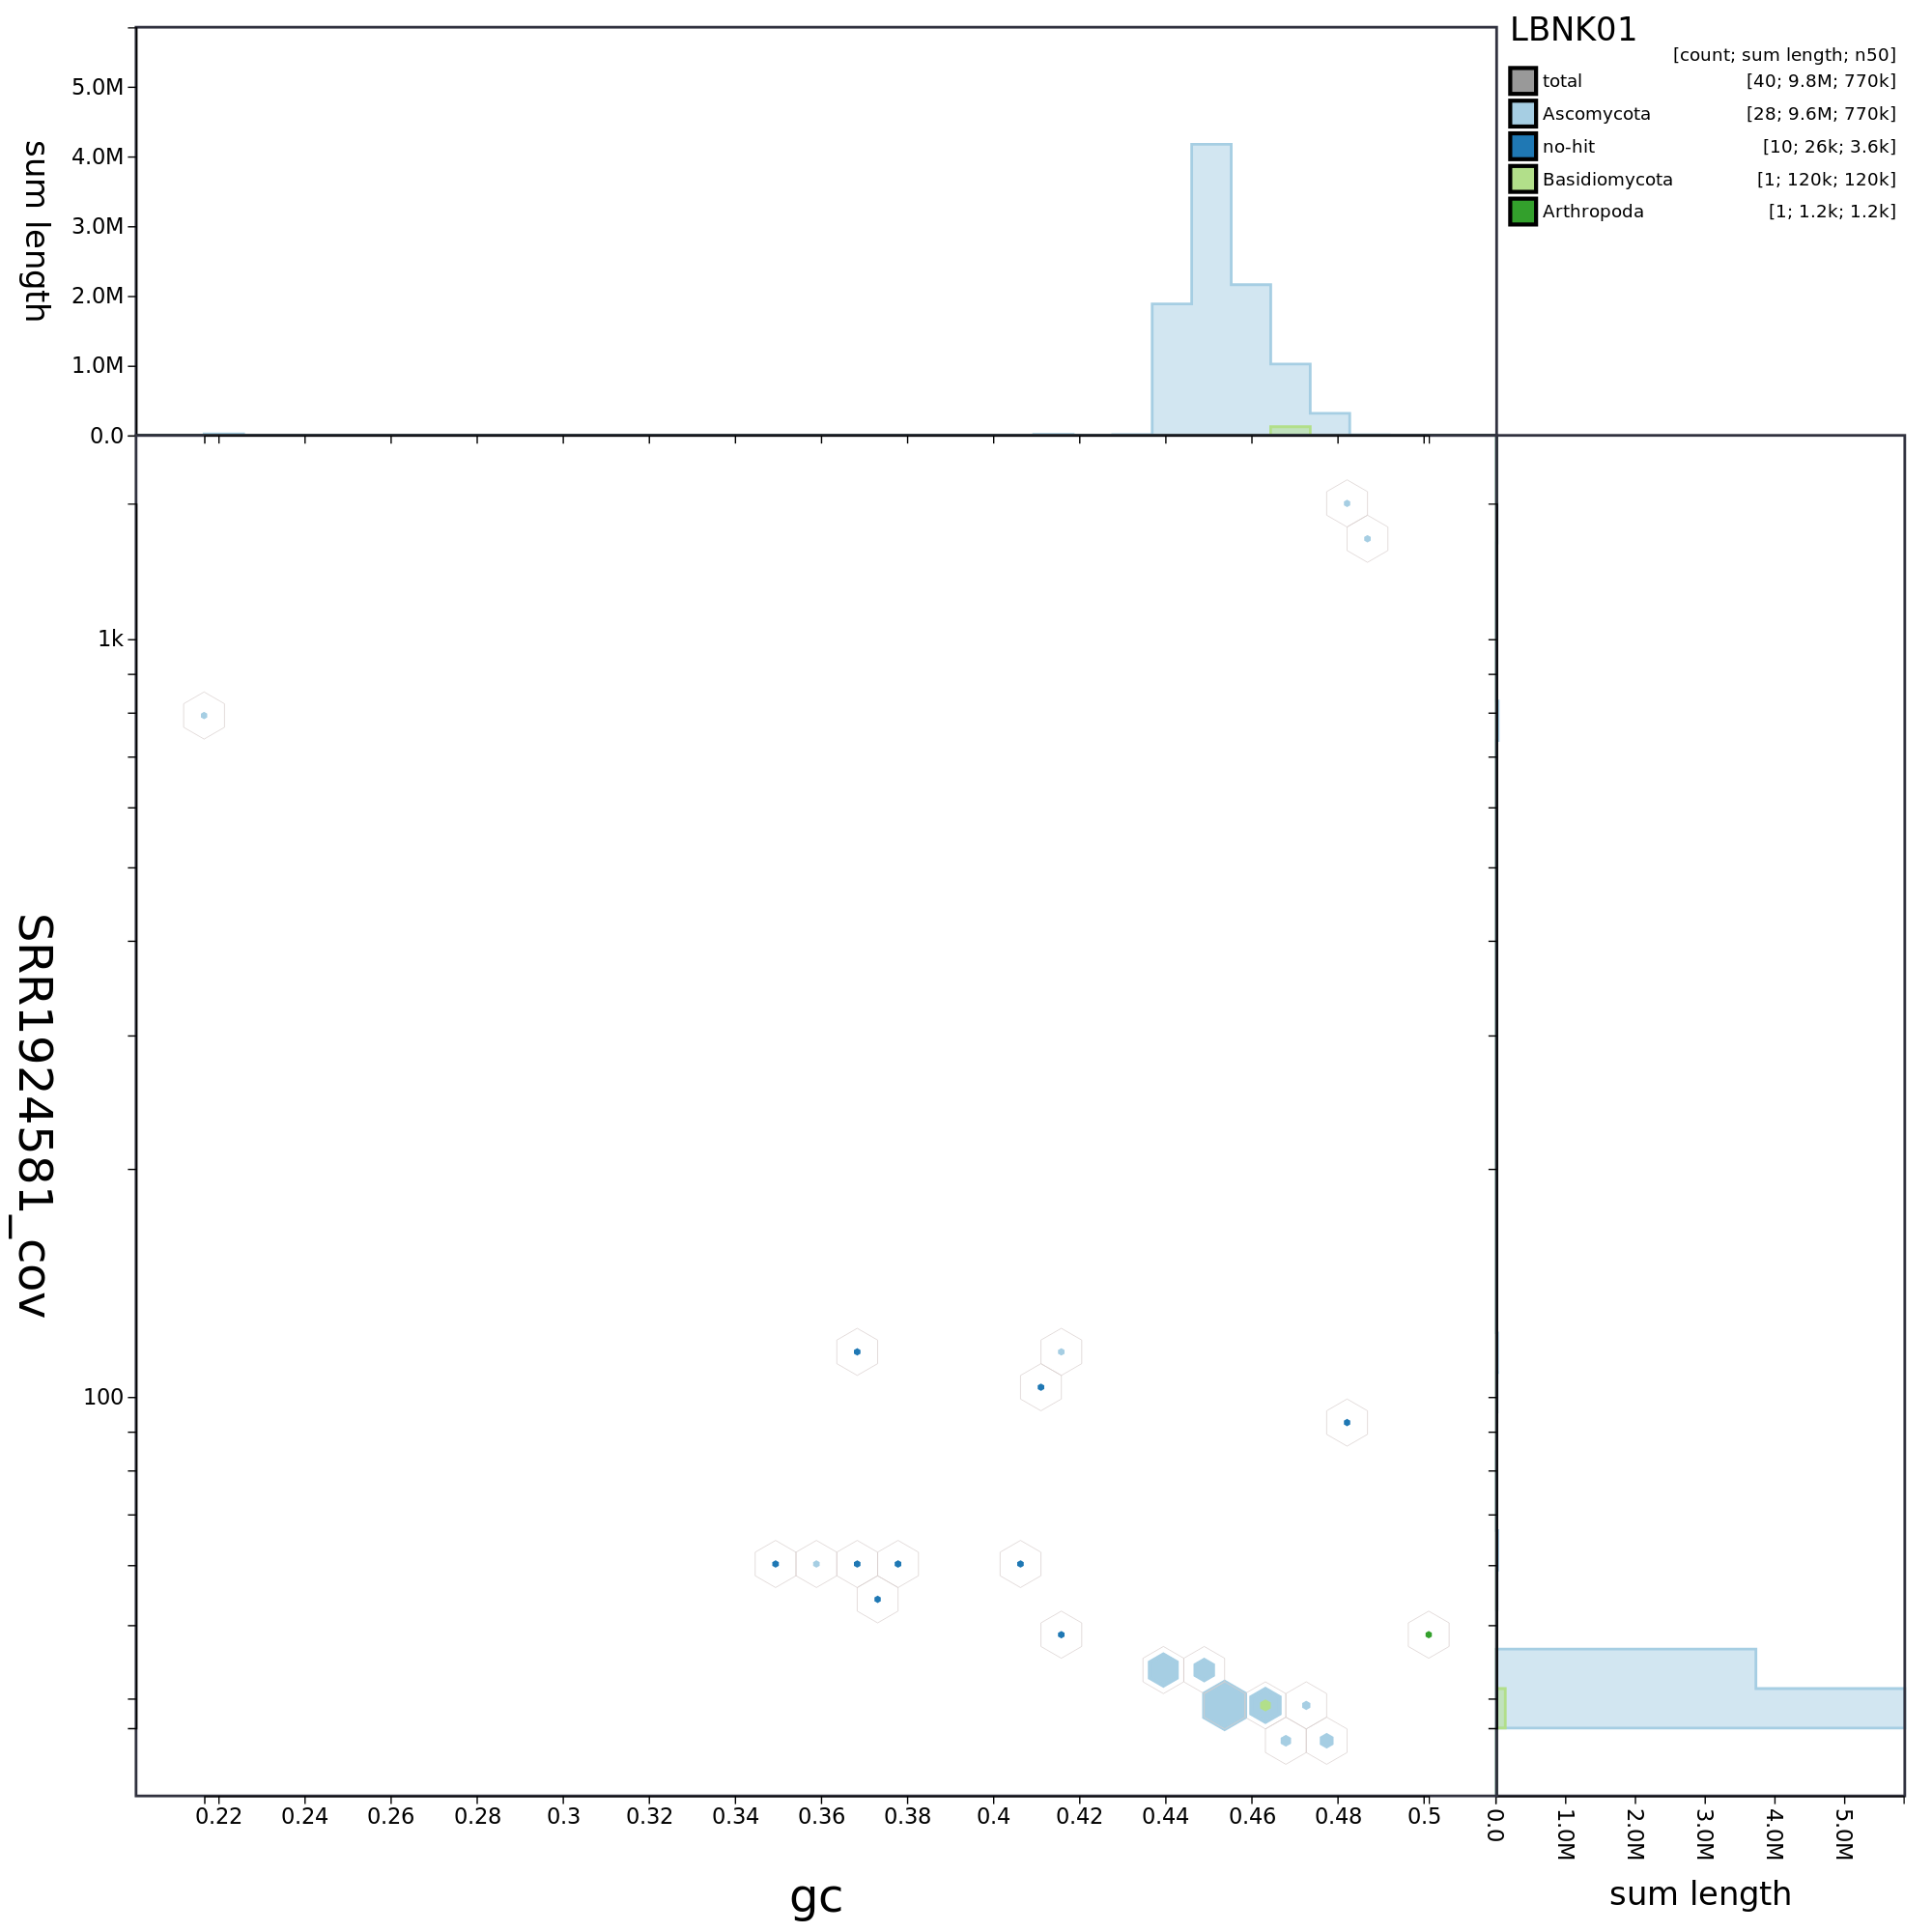 LBNK01
[count; sum length; n50]
total [40; 9.8M; 770k]
Ascomycota [28; 9.6M; 770k]
no-hit [10; 26k; 3.6k]
Basidiomycota [1; 120k; 120k]
Arthropoda [1; 1.2k; 1.2k]
sum length
5.0M
4.0M
3.0M
2.0M
1.0M
0.0
SRR1924581_cov
1k
100
0.22 0.24 0.26 0.28 0.3 0.32 0.34 0.36 0.38 0.4 0.42 0.44 0.46 0.48 0.5
gc
0.0 1.0M 2.0M 3.0M 4.0M 5.0M
sum length